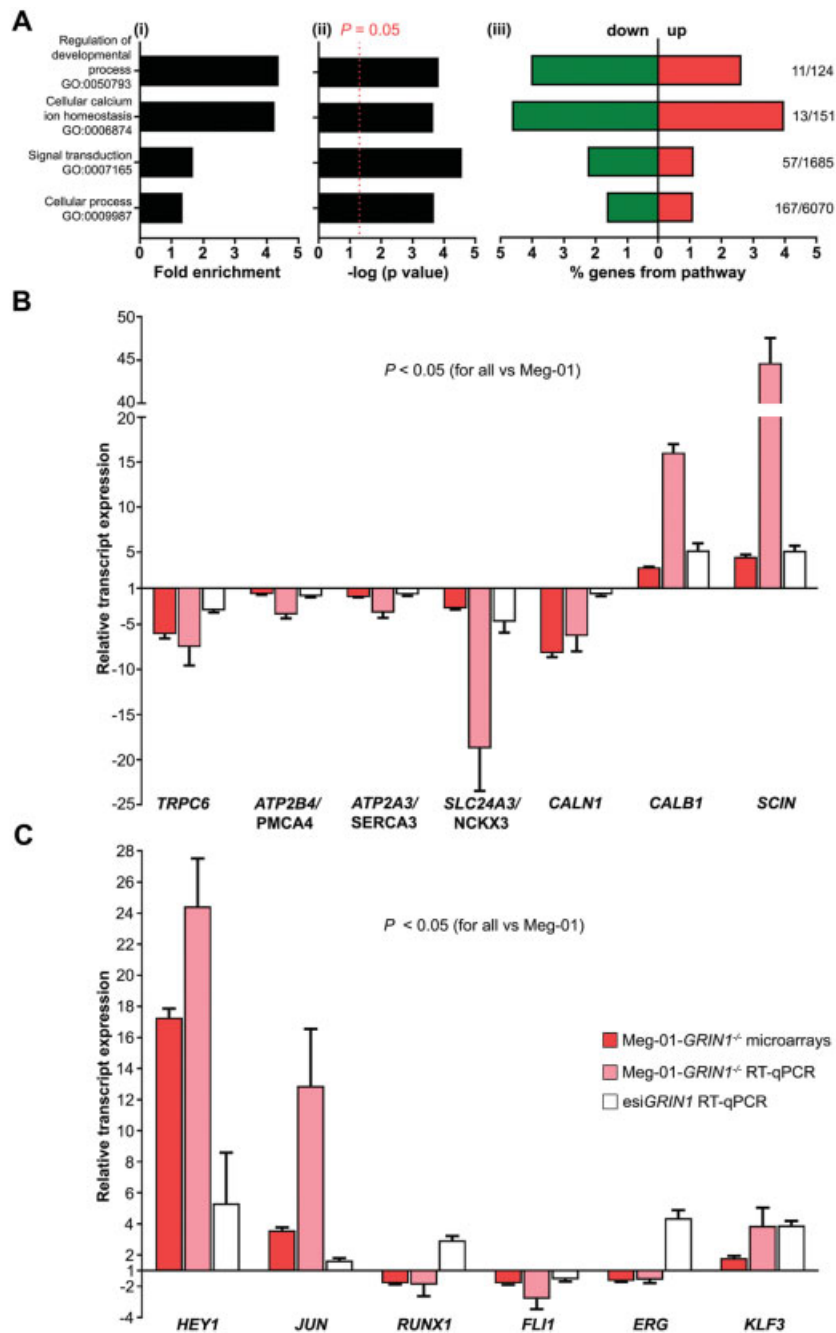 A
(i)
(ii)
P = 0.05
(iii)
down
up
Regulation of
developmental
process
GO:0050793
Cellular calcium
ion homeostasis
GO:0006874
Signal transduction
GO:0007165
Cellular process
GO:0009987
11/124
13/151
57/1685
167/6070
0 1 2 3 4 5
Fold enrichment
0 1 2 3 4 5
-log (p value)
5 4 3 2 1 0 1 2 3 4 5
% genes from pathway
B
Relative transcript expression
50
45
40
20
15
10
5
1
-5
-10
-15
-20
-25
P < 0.05 (for all vs Meg-01)
TRPC6
ATP2B4/
PMCA4
ATP2A3/
SERCA3
SLC24A3/
NCKX3
CALN1
CALB1
SCIN
C
Relative transcript expression
28
26
24
22
20
18
16
14
12
10
8
6
4
2
1
-2
-4
P < 0.05 (for all vs Meg-01)
Meg-01-GRIN1-/- microarrays
Meg-01-GRIN1-/- RT-qPCR
esiGRIN1 RT-qPCR
HEY1
JUN
RUNX1
FLI1
ERG
KLF3